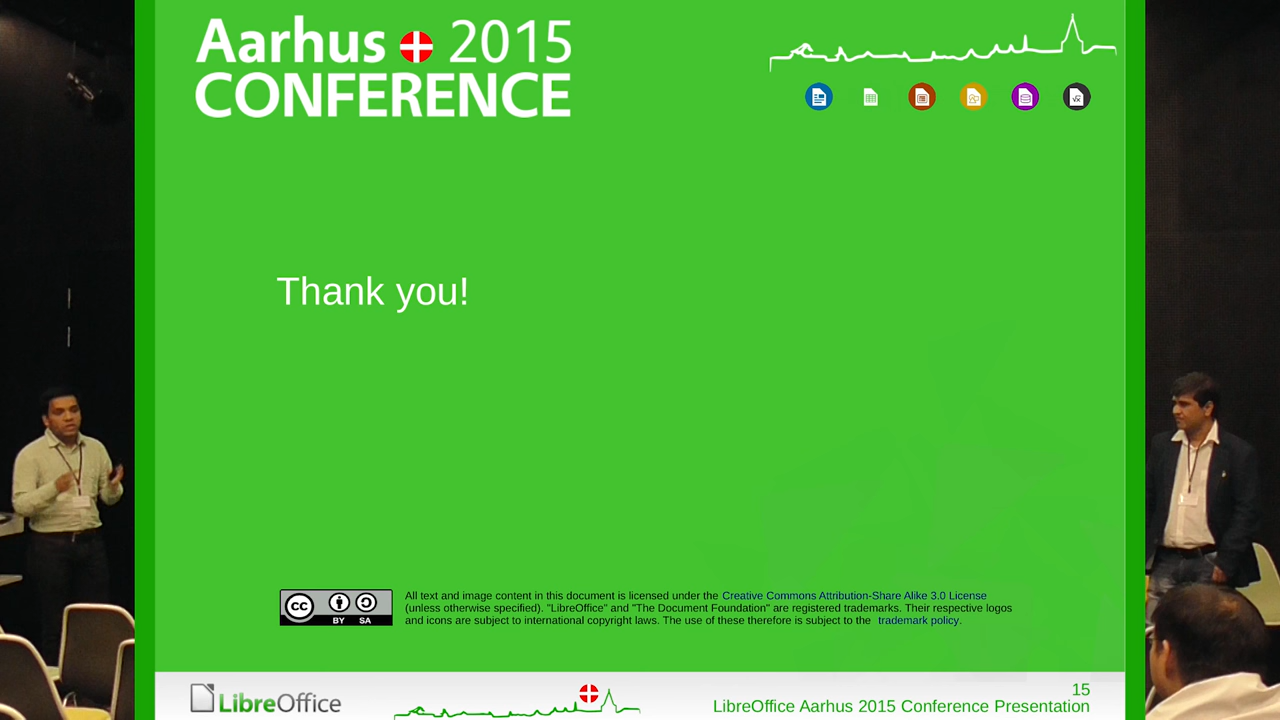 Aarhus 2015
CONFERENCE
Thank you!
cc BY SA
All text and image content in this document is licensed under the Creative Commons Attribution-Share Alike 3.0 License
(unless otherwise specified). "LibreOffice" and "The Document Foundation" are registered trademarks. Their respective logos
and icons are subject to international copyright laws. The use of these therefore is subject to the trademark policy.
LibreOffice
15
LibreOffice Aarhus 2015 Conference Presentation